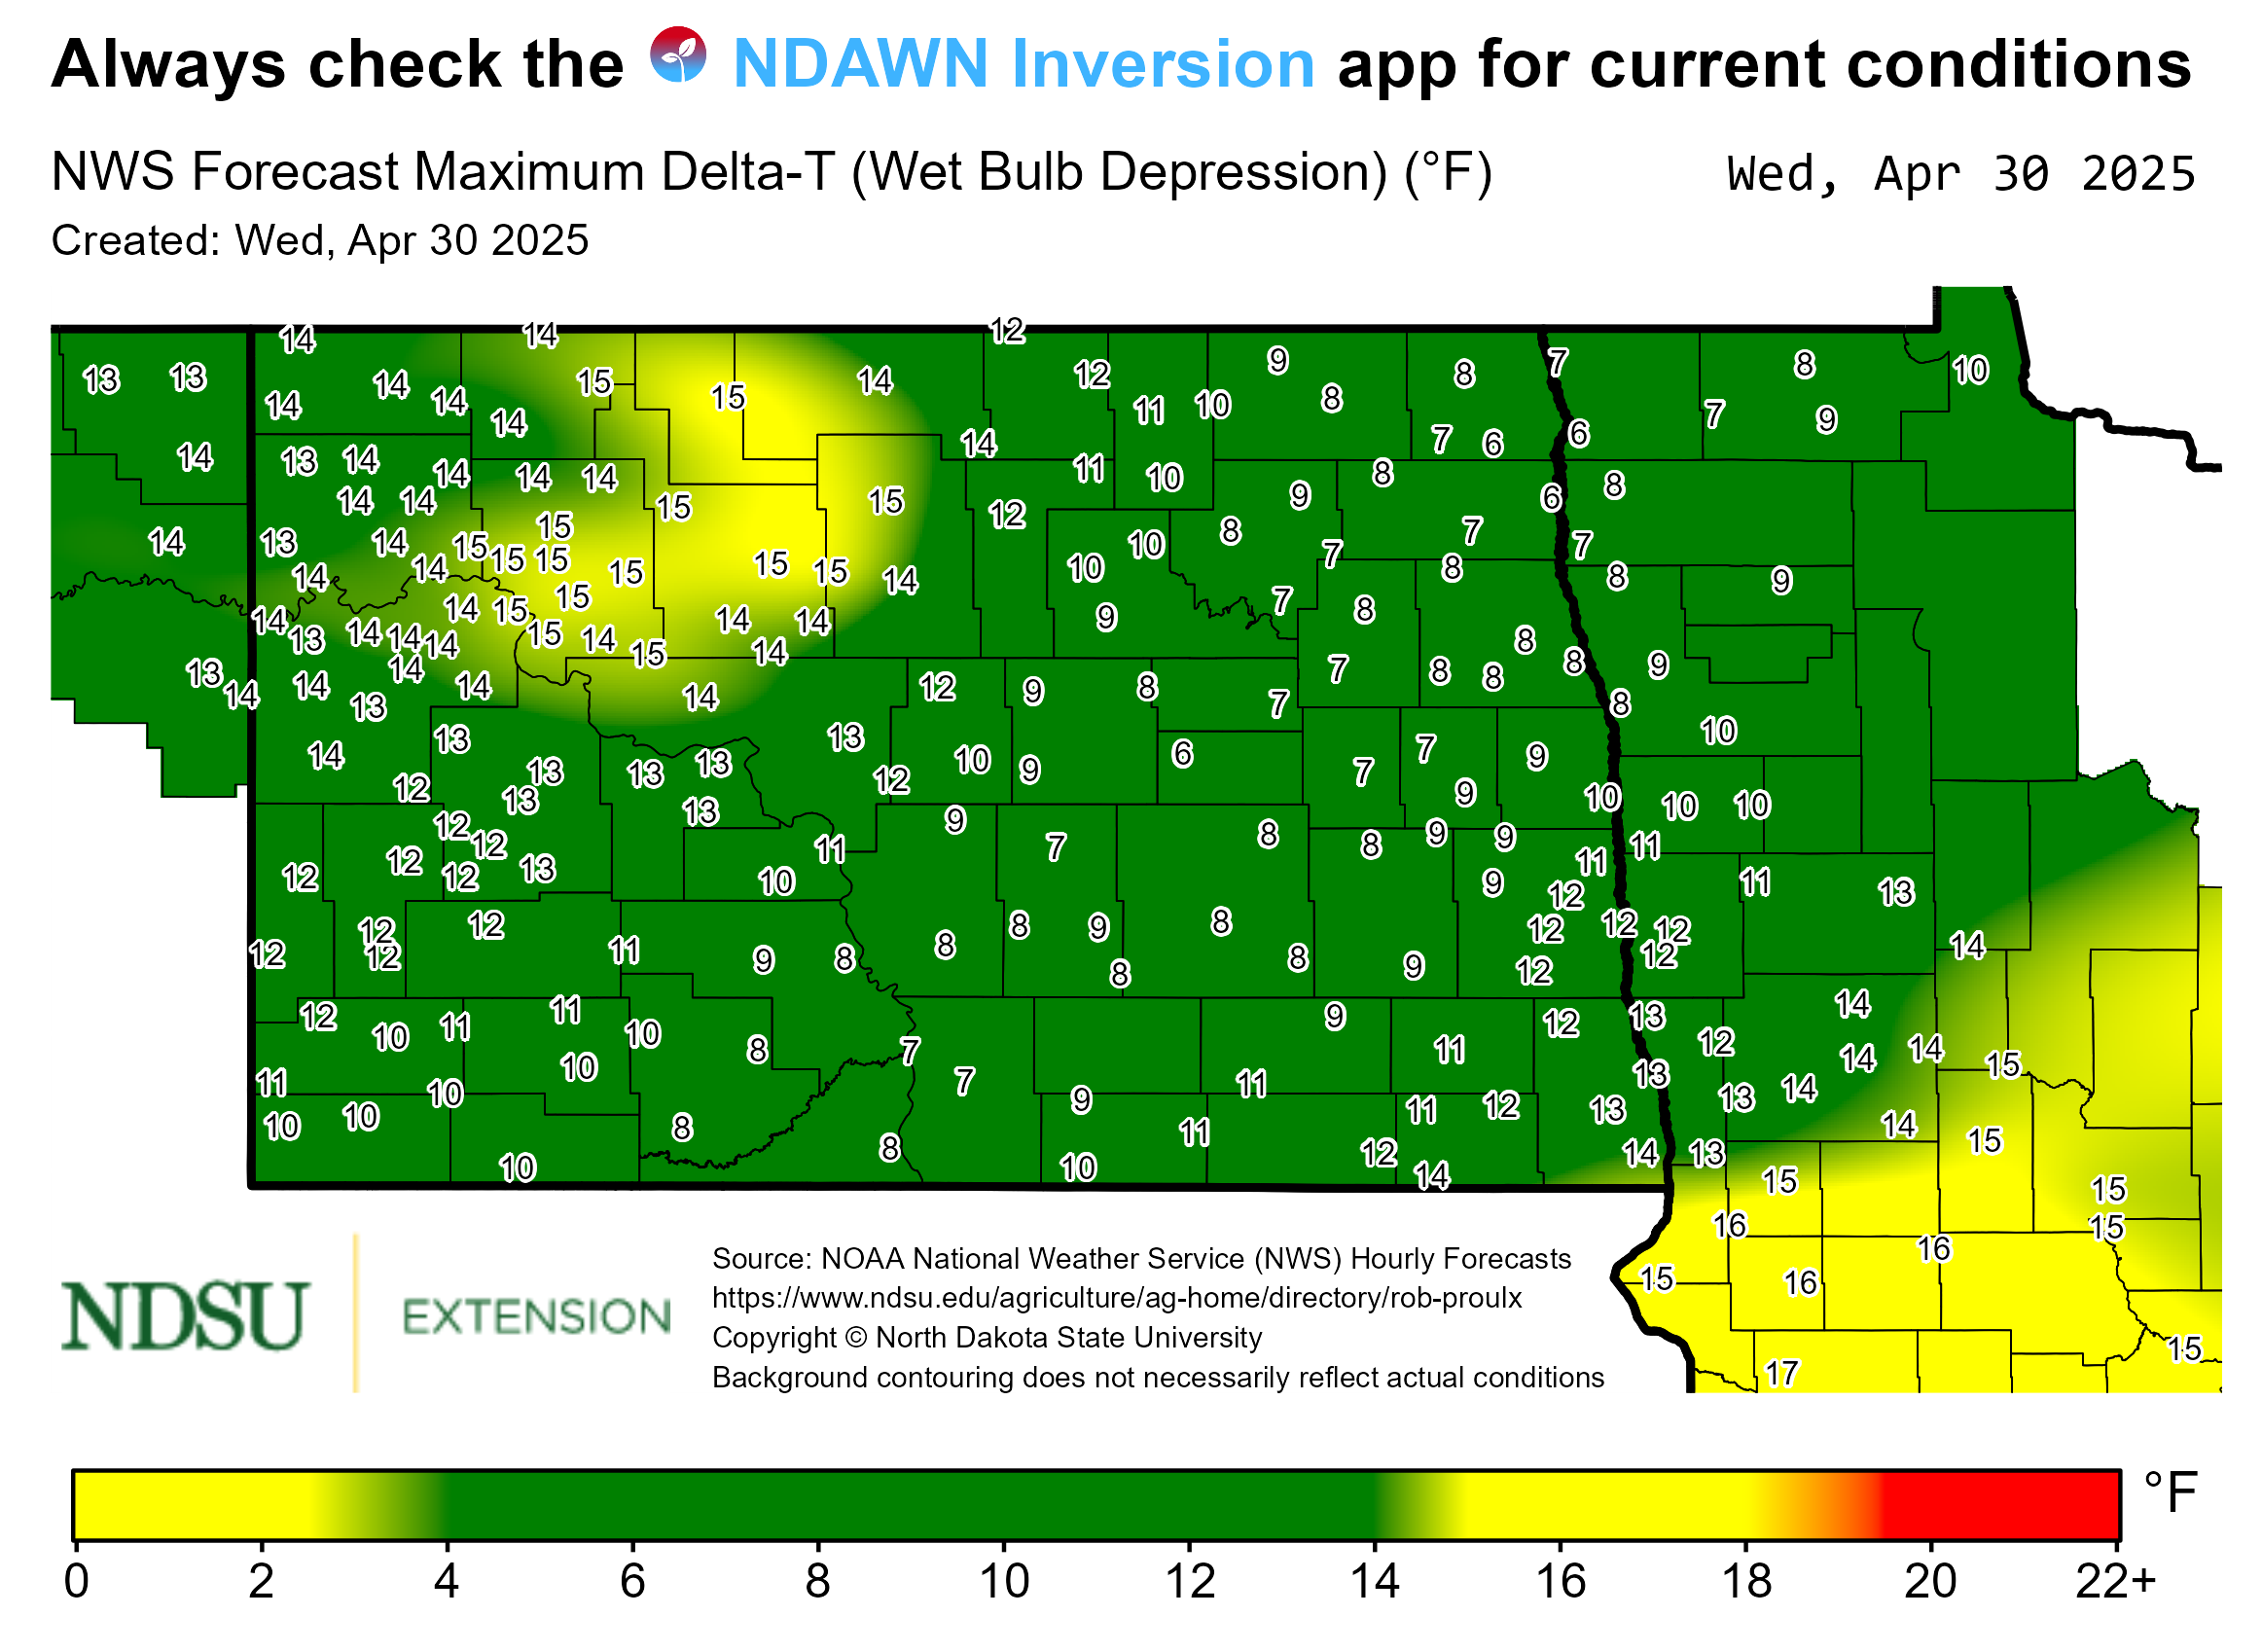 Always check the NDAWN Inversion app for current conditions
NWS Forecast Maximum Delta-T (Wet Bulb Depression) (°F) Wed, Apr 30 2025
Created: Wed, Apr 30 2025
14 14 12
13 13 14 15 15 14 12 9 8 8 7 8 10
14 14 14 11 10 8 7 9
14 13 14 14 14 14 14 11 10 8 7 6 6
14 14 15 15 12 9 6 8
14 13 14 15 15 15 15 10 8 7 7 7
14 14 15 15 15 15 14 10 8 8 9
14 14 15 15 14 14 9 7 8
13 14 14 14 15 14 15 14 8
13 14 14 14 14 14 12 9 8 7 7 8 8 8 9
13 13 13 10 6 7 8 10
14 12 13 13 13 13 12 10 9 7 7 9
12 13 13 9 9 10 10 10
12 12 12 11 7 8 8 9 9 11
12 12 13 10 9 11 11 13
12 12 12 8 9 8 12 12 12 12
12 12 11 9 8 8 8 8 9 12 12 14
12 10 11 11 10 9 12 13 14
11 10 10 8 7 7 11 11 12 13 14 14 15
10 10 10 8 9 11 11 12 13 13 14 14
10 8 10 12 14 14 13 15 15
16 15 15
15 16 16
17 15
NDSU EXTENSION
Source: NOAA National Weather Service (NWS) Hourly Forecasts
https://www.ndsu.edu/agriculture/ag-home/directory/rob-proulx
Copyright © North Dakota State University
Background contouring does not necessarily reflect actual conditions
°F
0 2 4 6 8 10 12 14 16 18 20 22+